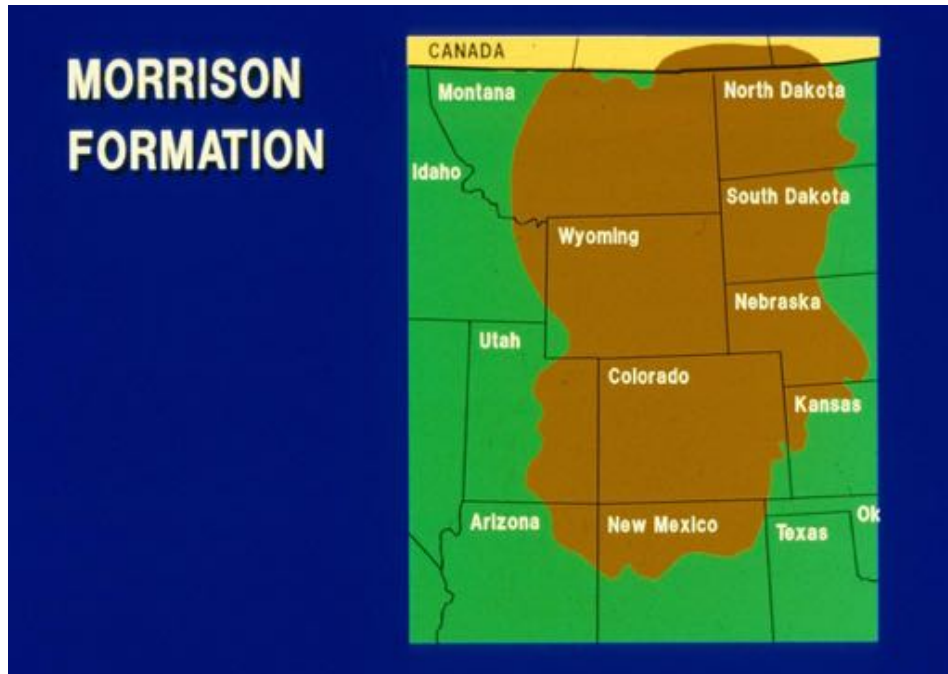 MORRISON
FORMATION
CANADA
Montana
North Dakota
Idaho
South Dakota
Wyoming
Nebraska
Utah
Colorado
Kansas
Arizona
New Mexico
Texas
Ok